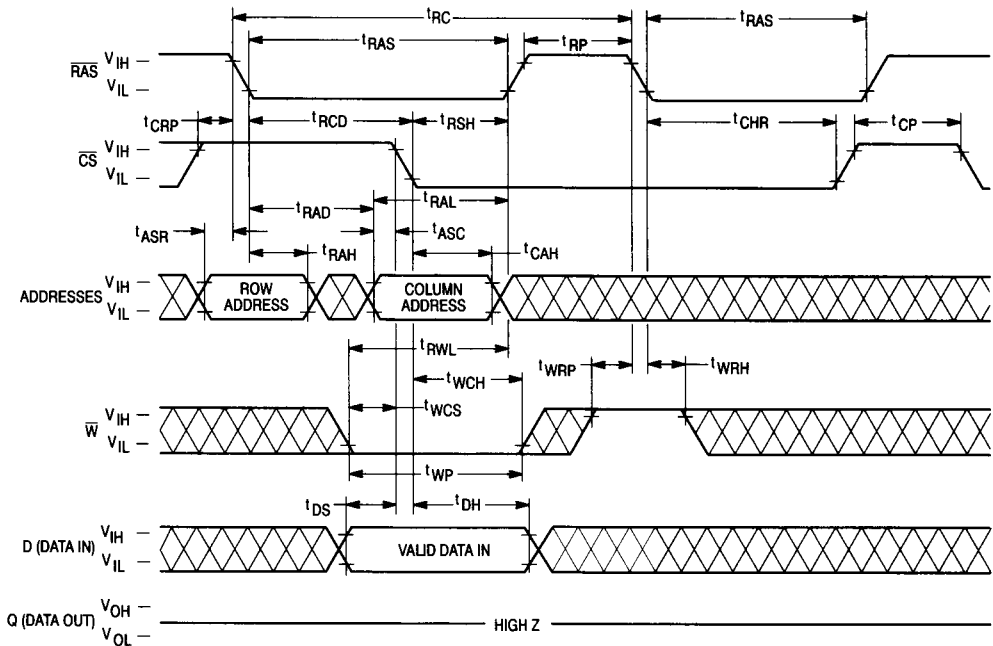 tRC
tRAS
tRAS
tRP
RAS VIH
VIL
tCRP
tRCD
tRSH
tCHR
tCP
CS VIH
VIL
tRAL
tRAD
tASR
tASC
tRAH
tCAH
ADDRESSES VIH
VIL
ROW ADDRESS
COLUMN ADDRESS
tRWL
tWCH
tWRP
tWRH
tWCS
W VIH
VIL
tWP
tDS
tDH
D (DATA IN) VIH
VIL
VALID DATA IN
Q (DATA OUT) VOH
VOL
HIGH Z